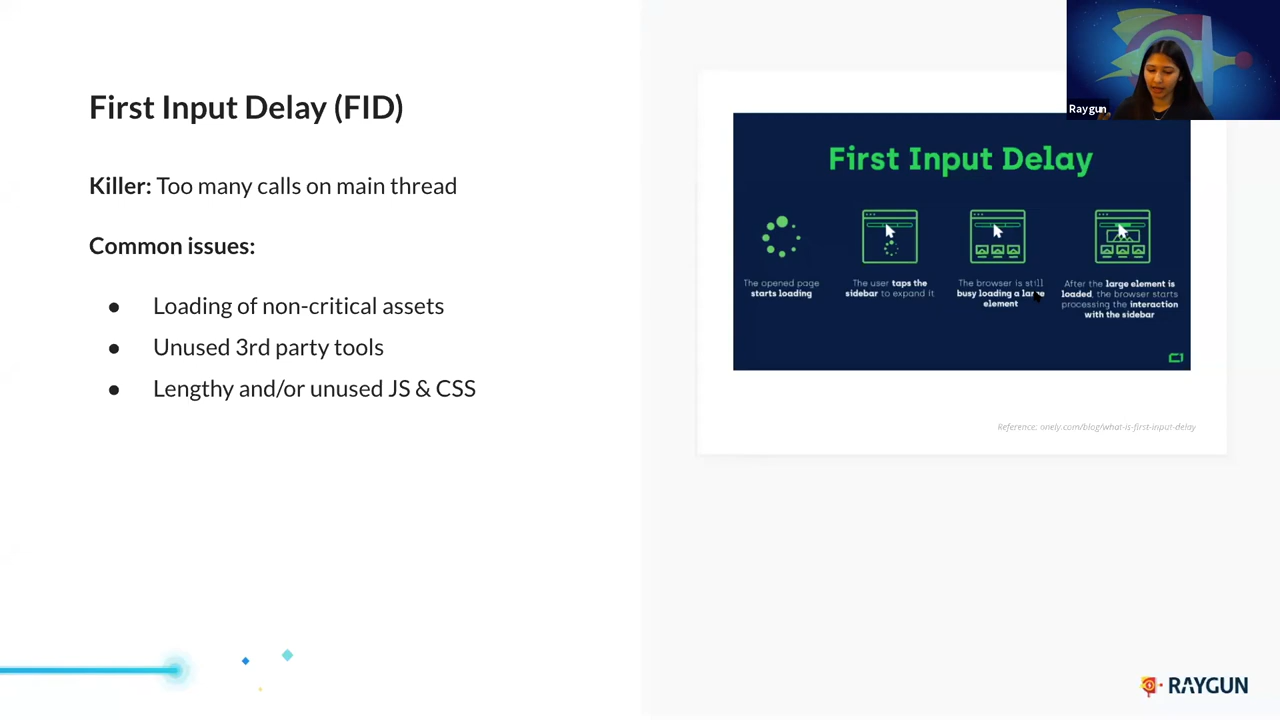 First Input Delay (FID)
Killer: Too many calls on main thread
Common issues:
● Loading of non-critical assets
● Unused 3rd party tools
● Lengthy and/or unused JS & CSS
Raygun
First Input Delay
The opened page
starts loading
The user taps the
sidebar to expand it
The browser is still
busy loading a large
element
After the large element is
loaded, the browser starts
processing the interaction
with the sidebar
Reference: onely.com/blog/what-is-first-input-delay
RAYGUN